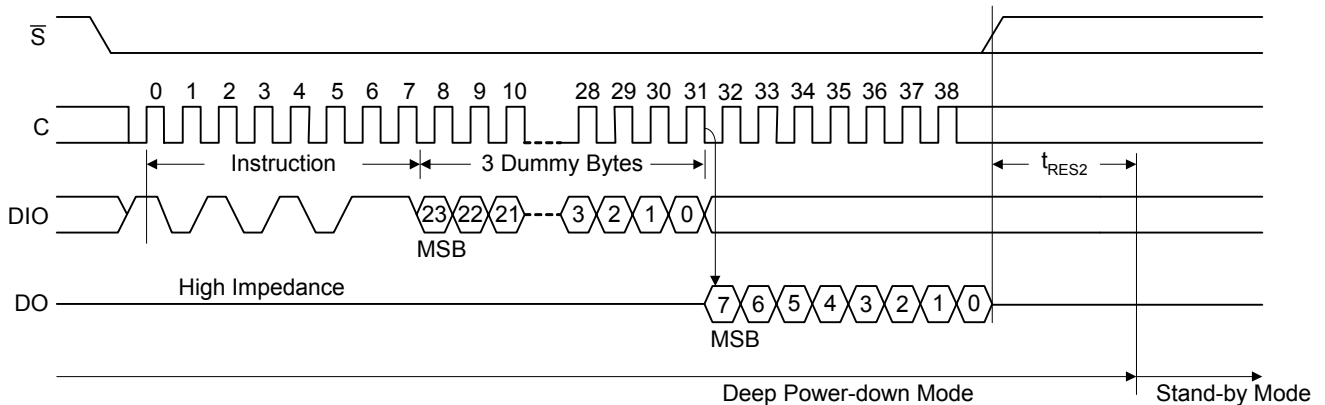 S
0 1 2 3 4 5 6 7 8 9 10 28 29 30 31 32 33 34 35 36 37 38
C
Instruction 3 Dummy Bytes tRES2
DIO 23 22 21 3 2 1 0
MSB
High Impedance
DO 7 6 5 4 3 2 1 0
MSB
Deep Power-down Mode Stand-by Mode